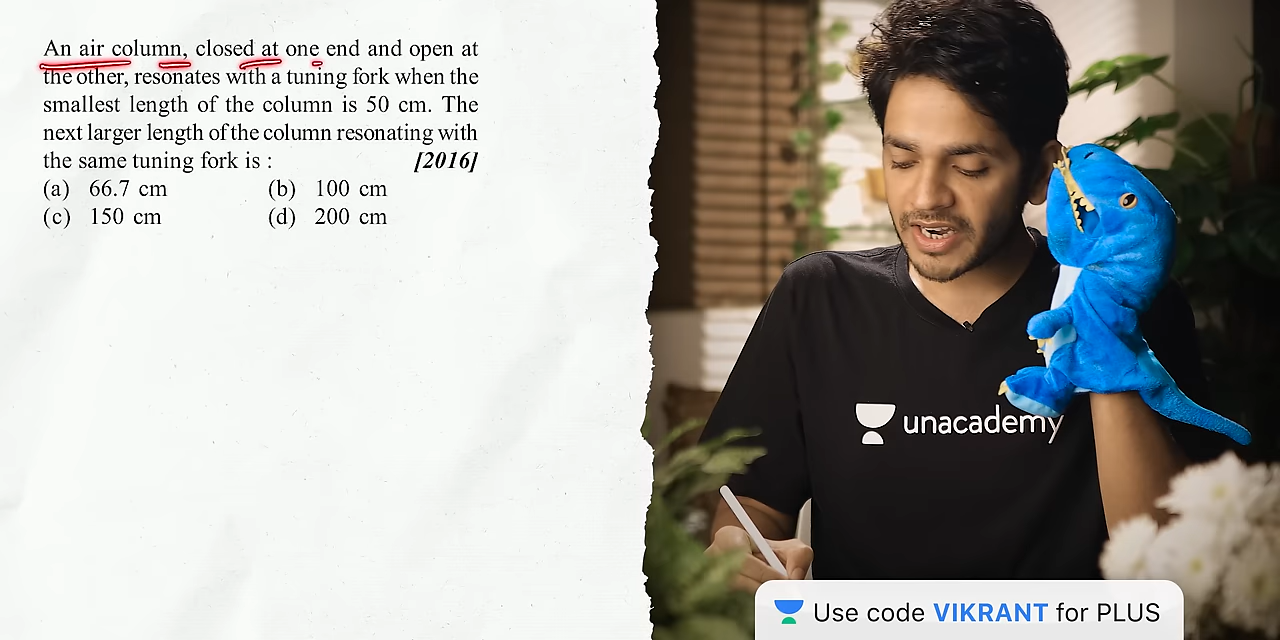 An air column, closed at one end and open at
the other, resonates with a tuning fork when the
smallest length of the column is 50 cm. The
next larger length of the column resonating with
the same tuning fork is : [2016]
(a) 66.7 cm (b) 100 cm
(c) 150 cm (d) 200 cm
unacademy
Use code VIKRANT for PLUS